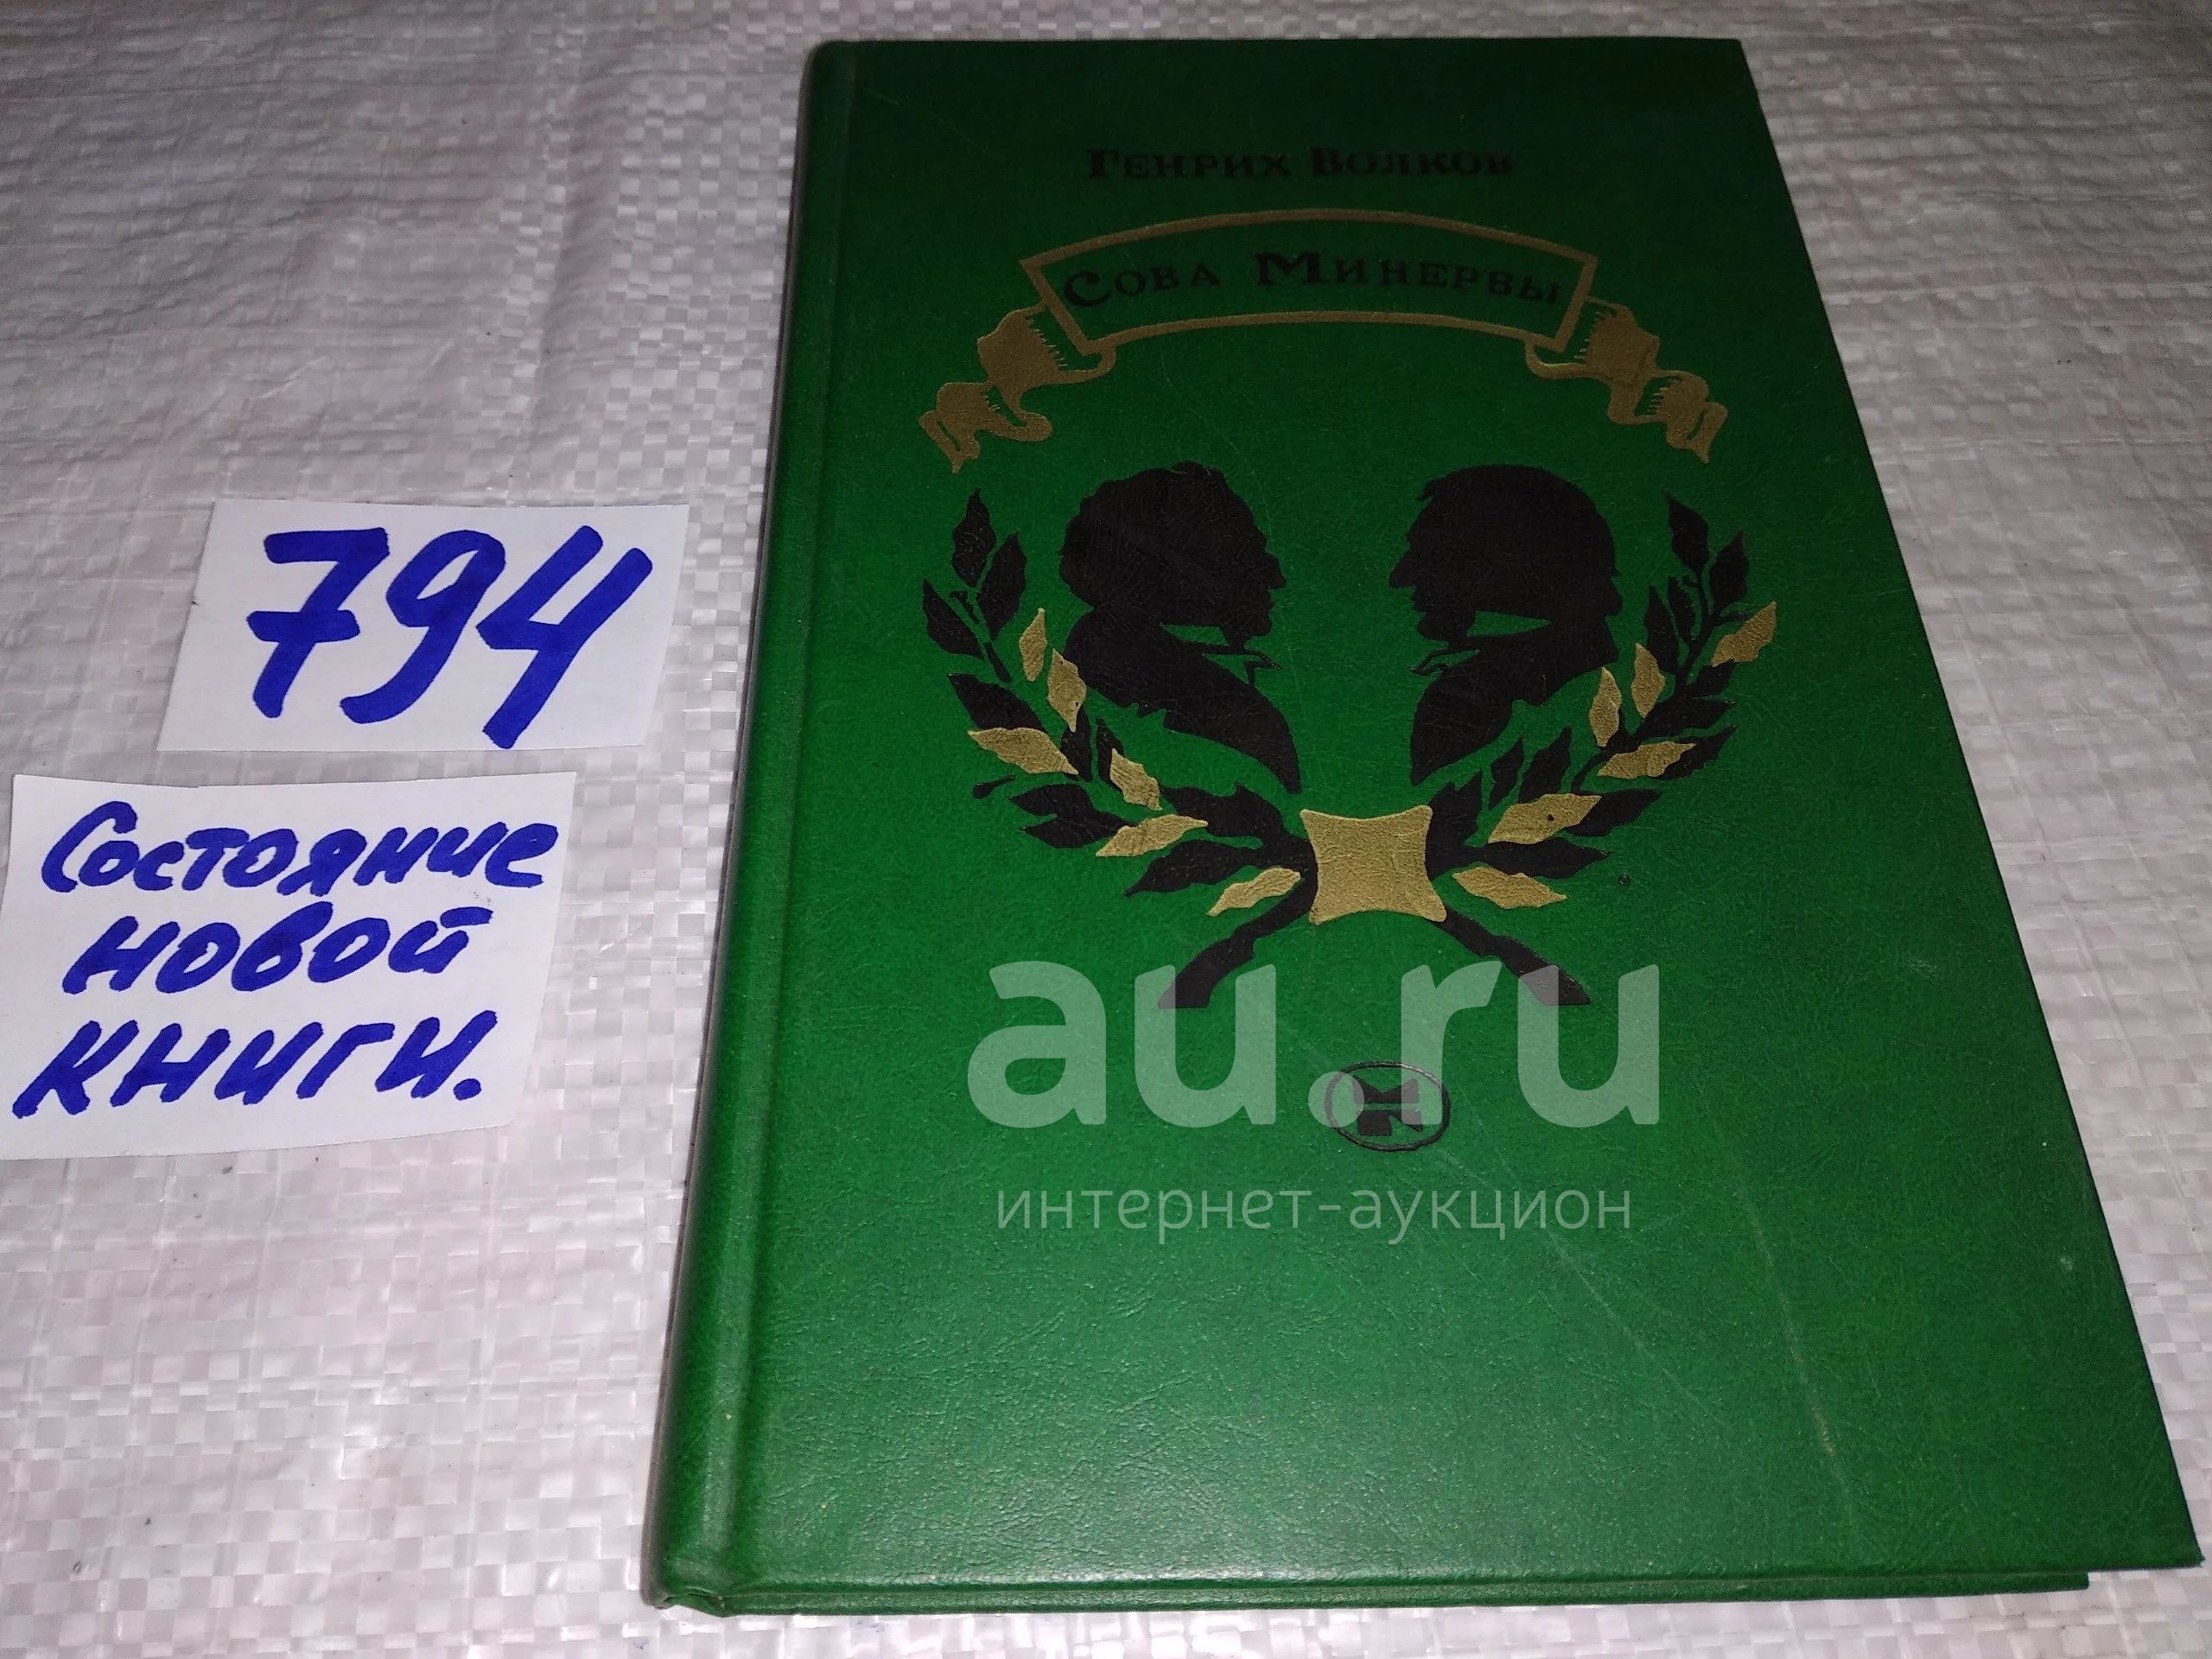 Генрих Волков
Сова Минервы
794
Состояние
новой
книги.
au.ru
интернет-аукцион